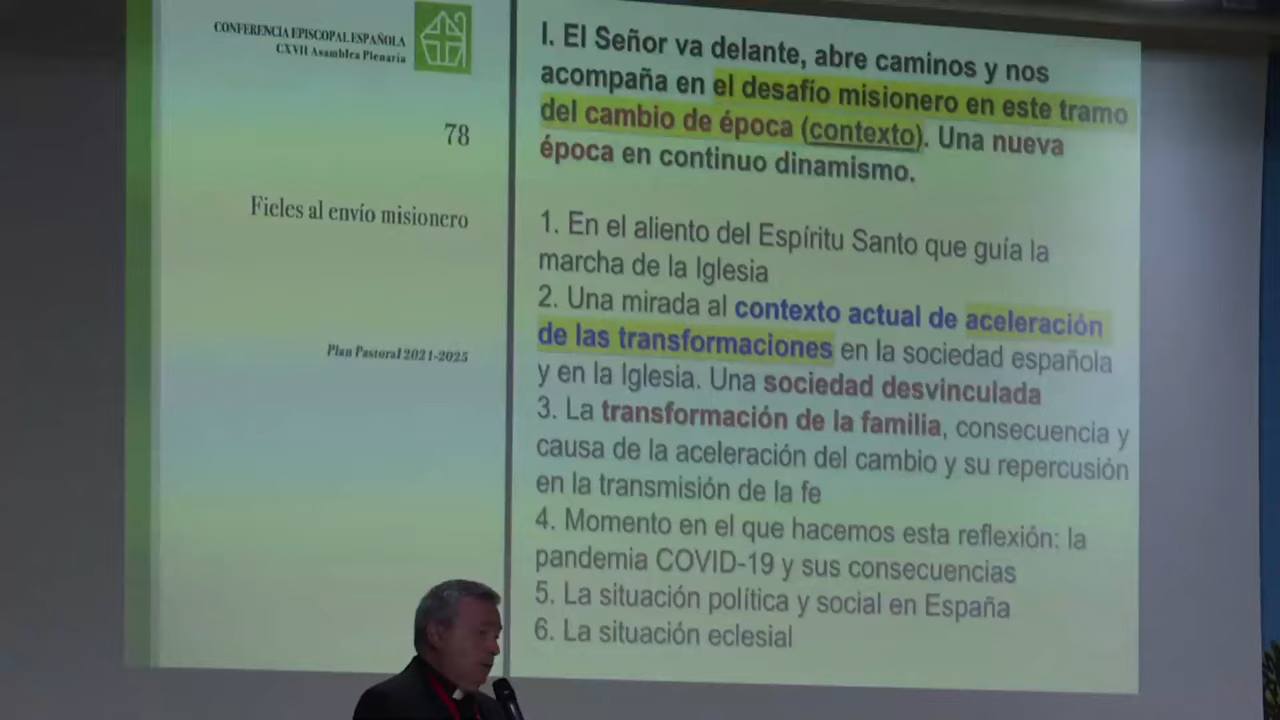 CONFERENCIA EPISCOPAL ESPAÑOLA
CXVII Asamblea Plenaria
78
Fieles al envío misionero
Plan Pastoral 2021-2025
I. El Señor va delante, abre caminos y nos
acompaña en el desafío misionero en este tramo
del cambio de época (contexto). Una nueva
época en continuo dinamismo.
1. En el aliento del Espíritu Santo que guía la
marcha de la Iglesia
2. Una mirada al contexto actual de aceleración
de las transformaciones en la sociedad española
y en la Iglesia. Una sociedad desvinculada
3. La transformación de la familia, consecuencia y
causa de la aceleración del cambio y su repercusión
en la transmisión de la fe
4. Momento en el que hacemos esta reflexión: la
pandemia COVID-19 y sus consecuencias
5. La situación política y social en España
6. La situación eclesial